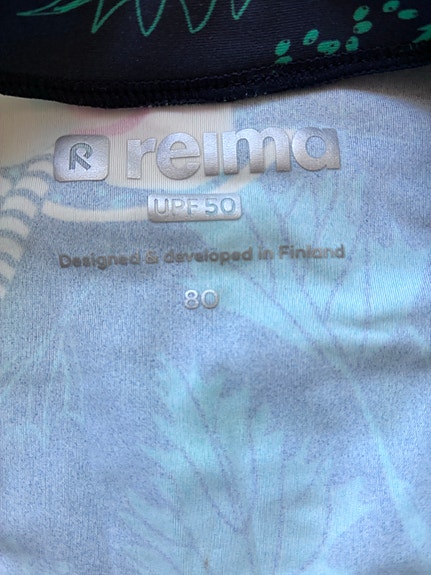 R reima
UPF 50
Designed & developed in Finland
80